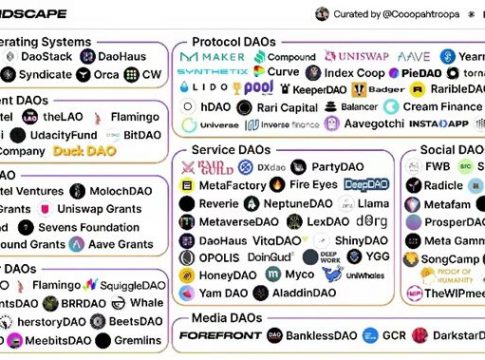 NDSCAPE
Curated by @Cooopahtroopa
erating Systems
DaoStack DaoHaus
Syndicate Orca CW
ent DAOs
tel theLAO Flamingo
i UdacityFund BitDAO
Company Duck DAO
AO
tel Ventures MolochDAO
Grants Uniswap Grants
nd Sevens Foundation
ound Grants Aave Grants
r DAOs
O Flamingo SquiggleDAO
ntsDAO BRRDAO Whale
herstoryDAO BeetsDAO
O MeebitsDAO Gremlins
Protocol DAOs
MAKER Compound UNISWAP AAVE Yearn
SYNTHETIX Curve Index Coop PieDAO torna
LIDO pool KeeperDAO Badger RaribleDAO
hDAO Rari Capital Balancer Cream Finance
Universe Inverse finance Aavegotchi INSTADAPP
Service DAOs
RAID GUILD DXdao PartyDAO
MetaFactory Fire Eyes DeepDAO
Reverie NeptuneDAO Llama
MetaverseDAO LexDAO dOrg
DaoHaus VitaDAO ShinyDAO
OPOLIS DoinGud DEEP WORK YGG
HoneyDAO Myco UniWhales
Yam DAO AladdinDAO
Social DAO
FWB SFC S
Radicle
Metafam
ProsperDAO
Meta Gamm
SongCamp
PROOF OF HUMANITY
TheWIPmee
Media DAOs
FOREFRONT BanklessDAO GCR DarkstarD